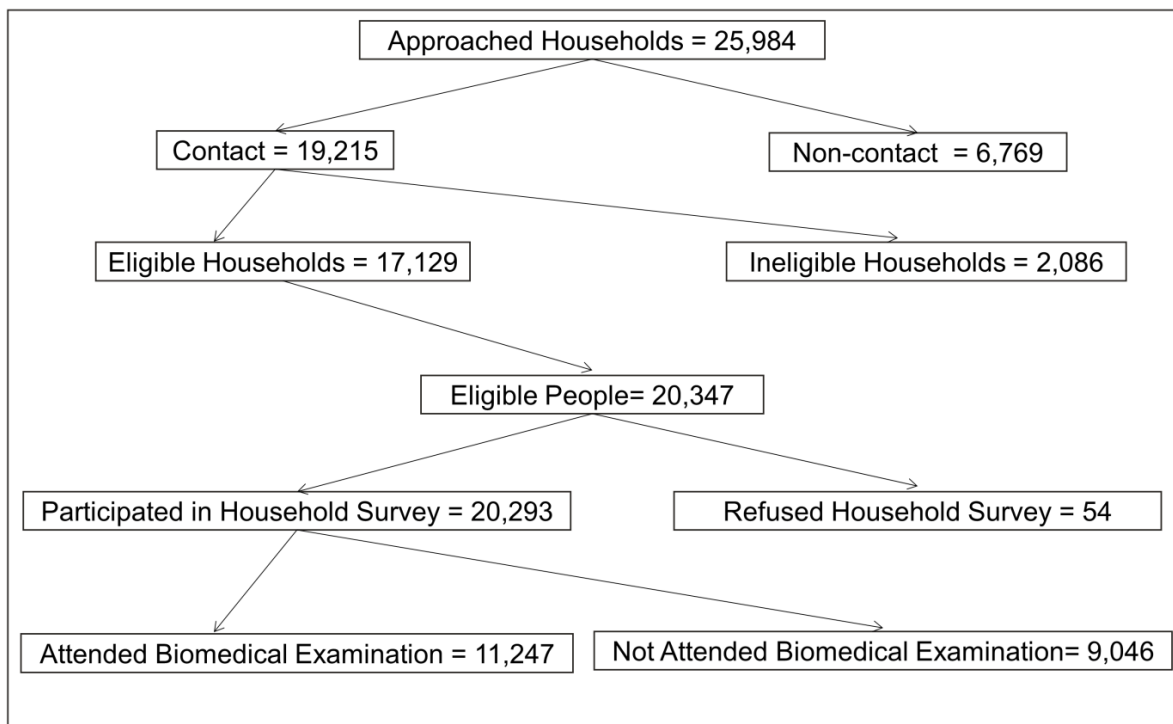 Approached Households = 25,984
Contact = 19,215
Non-contact = 6,769
Eligible Households = 17,129
Ineligible Households = 2,086
Eligible People= 20,347
Participated in Household Survey = 20,293
Refused Household Survey = 54
Attended Biomedical Examination = 11,247
Not Attended Biomedical Examination= 9,046